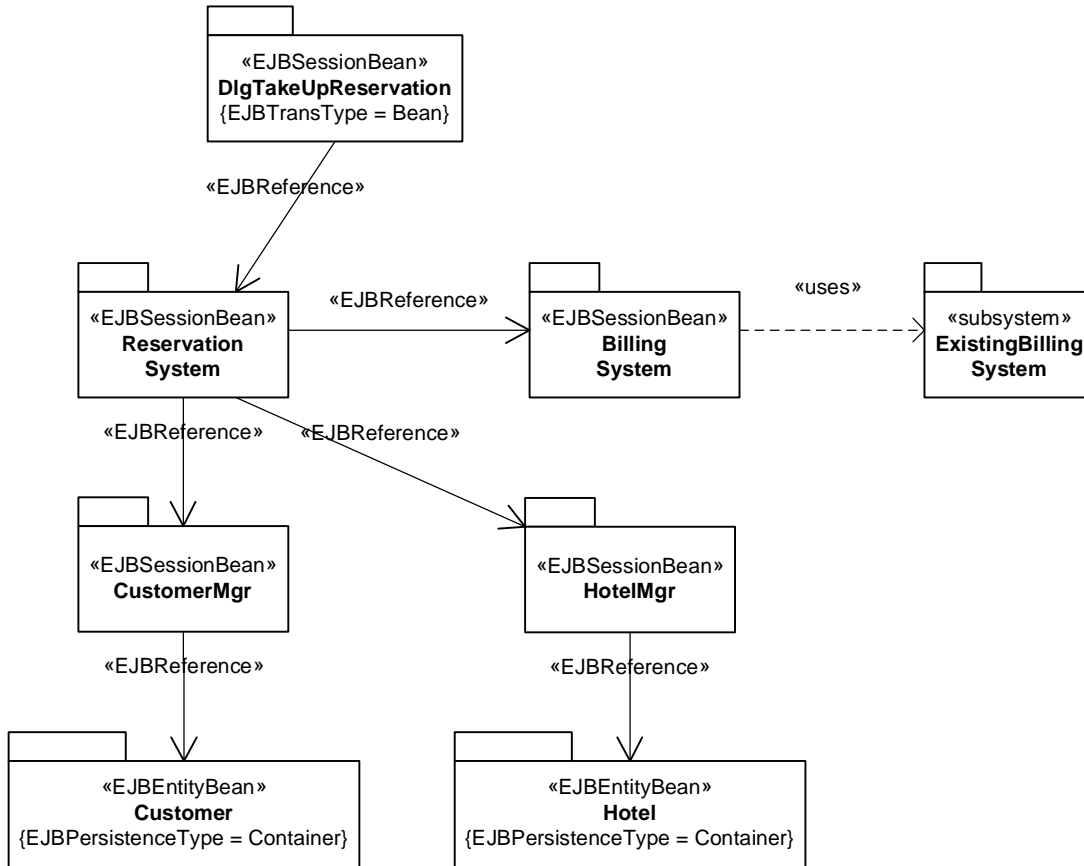 «EJBSessionBean»
DlgTakeUpReservation
{EJBTransType = Bean}
«EJBReference»
«EJBSessionBean»
Reservation
System
«EJBReference»
«EJBSessionBean»
Billing
System
«uses»
«subsystem»
ExistingBilling
System
«EJBReference»
«EJBReference»
«EJBSessionBean»
CustomerMgr
«EJBSessionBean»
HotelMgr
«EJBReference»
«EJBReference»
«EJBEntityBean»
Customer
{EJBPersistenceType = Container}
«EJBEntityBean»
Hotel
{EJBPersistenceType = Container}